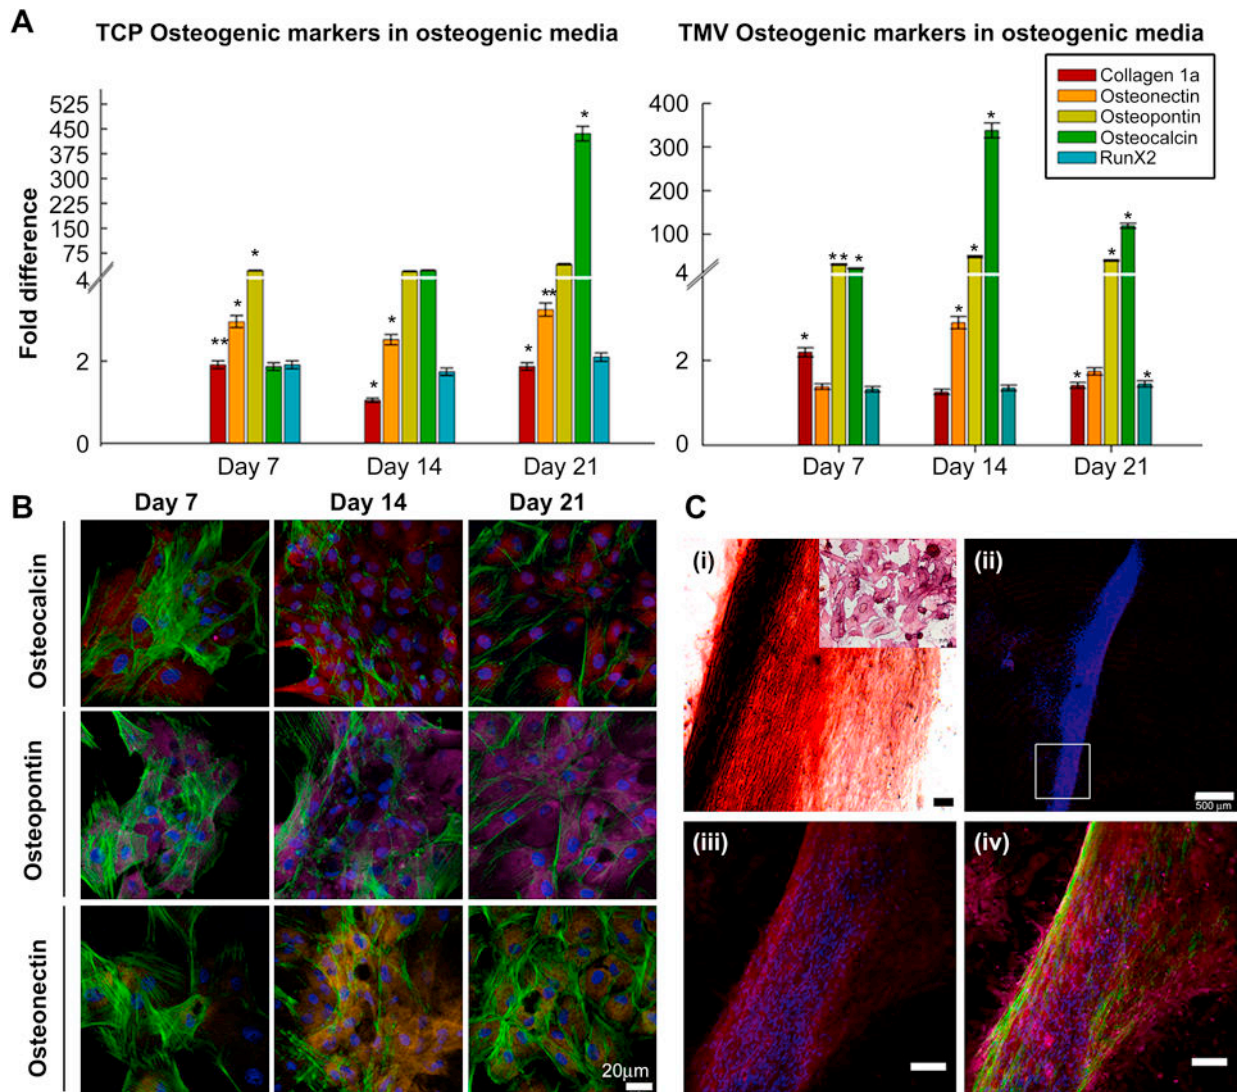 A
TCP Osteogenic markers in osteogenic media
TMV Osteogenic markers in osteogenic media
Collagen 1a
Osteonectin
Osteopontin
Osteocalcin
RunX2
Fold difference
525
450
375
300
225
150
75
4
2
0
*
**
*
*
*
*
*
**
*
Day 7
Day 14
Day 21
400
300
200
100
4
2
0
*
**
*
*
*
*
*
*
*
*
Day 7
Day 14
Day 21
B
Day 7
Day 14
Day 21
Osteocalcin
Osteopontin
Osteonectin
20μm
C
(i)
(ii)
500 μm
(iii)
(iv)